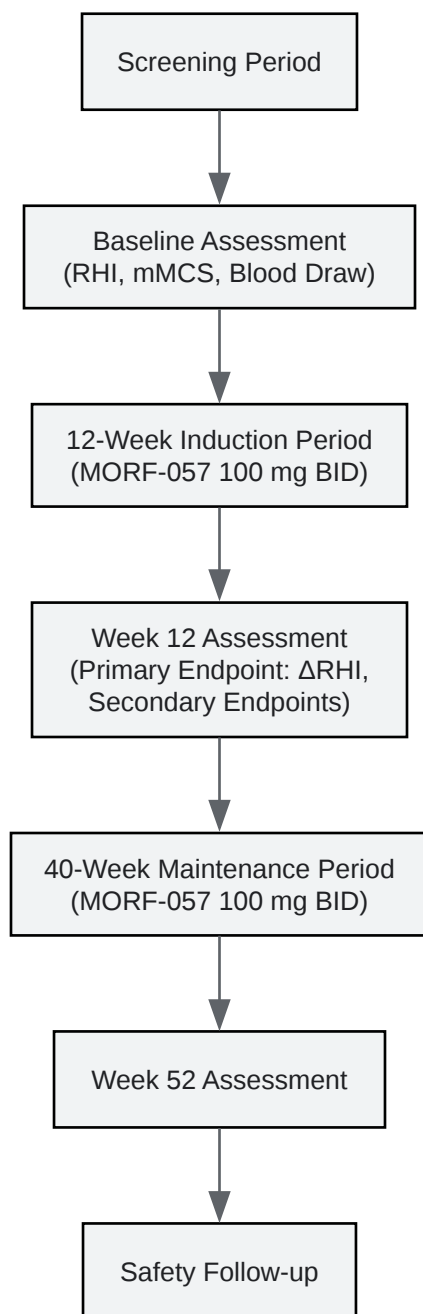 Screening Period
Baseline Assessment
(RHI, mMCS, Blood Draw)
12-Week Induction Period
(MORF-057 100 mg BID)
Week 12 Assessment
(Primary Endpoint: ΔRHI,
Secondary Endpoints)
40-Week Maintenance Period
(MORF-057 100 mg BID)
Week 52 Assessment
Safety Follow-up